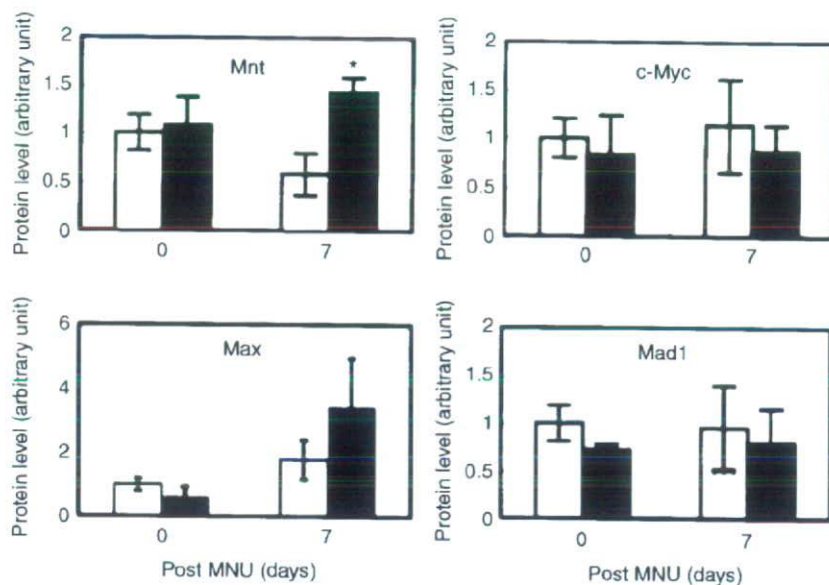 Mnt
Protein level (arbitrary unit)
2
1.5
1
0.5
0
0
7
*
c-Myc
Protein level (arbitrary unit)
2
1.5
1
0.5
0
0
7
Max
Protein level (arbitrary unit)
6
4
2
0
0
7
Post MNU (days)
Mad1
Protein level (arbitrary unit)
2
1.5
1
0.5
0
0
7
Post MNU (days)